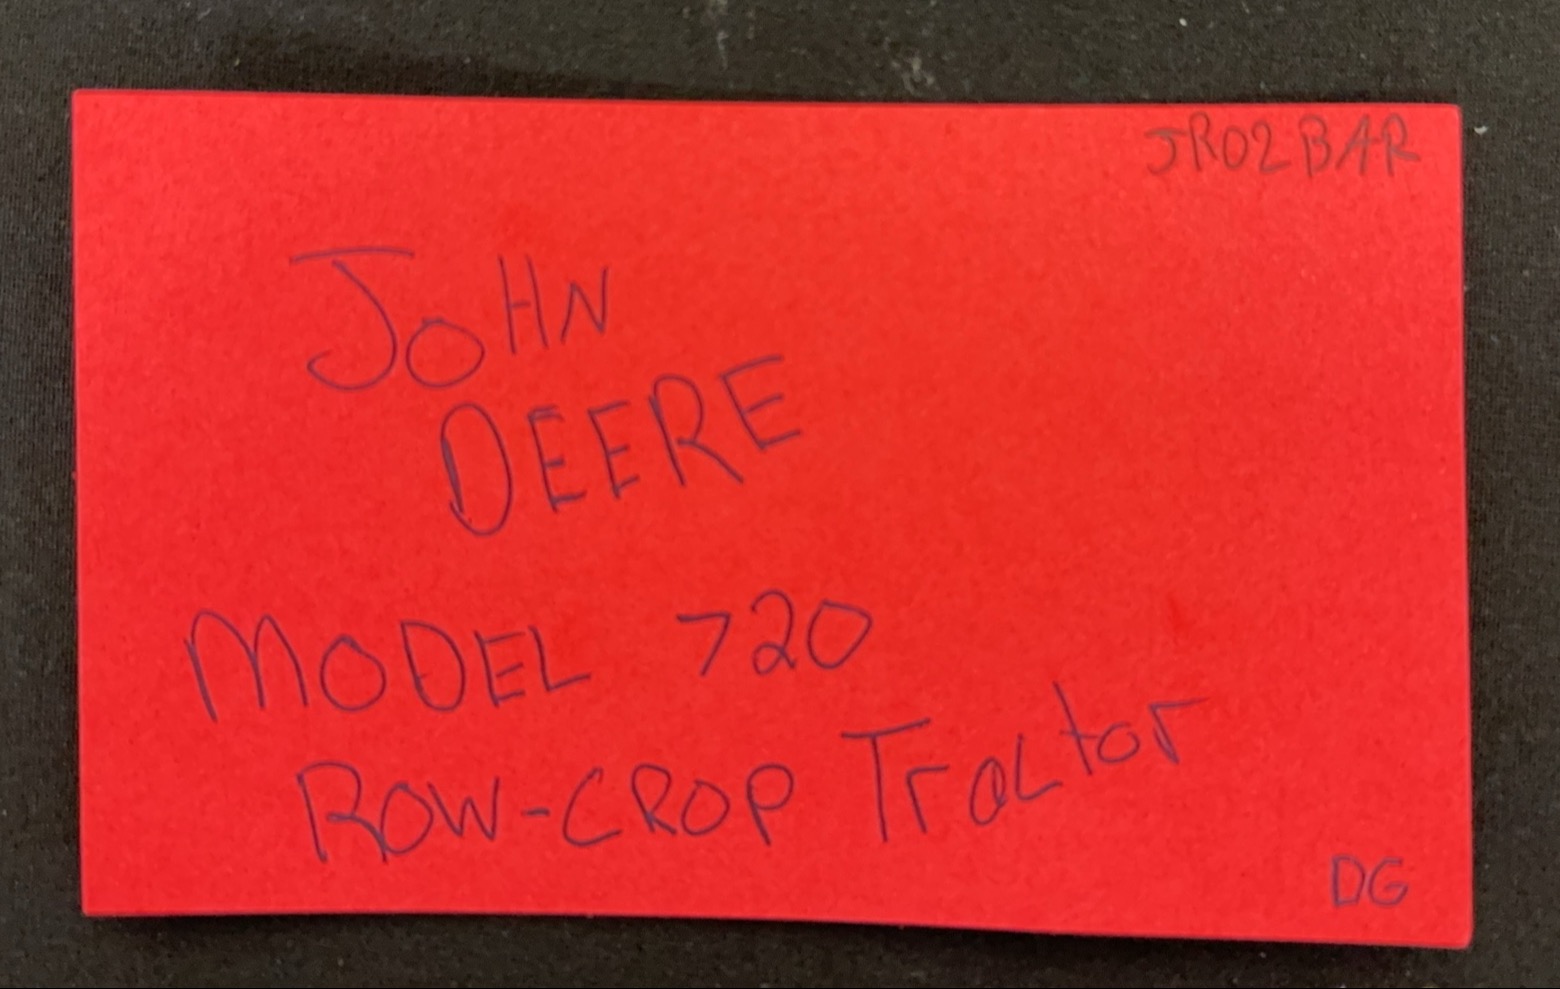 JR02BAR
JOHN
DEERE
MODEL 720
ROW-CROP Tractor
DG